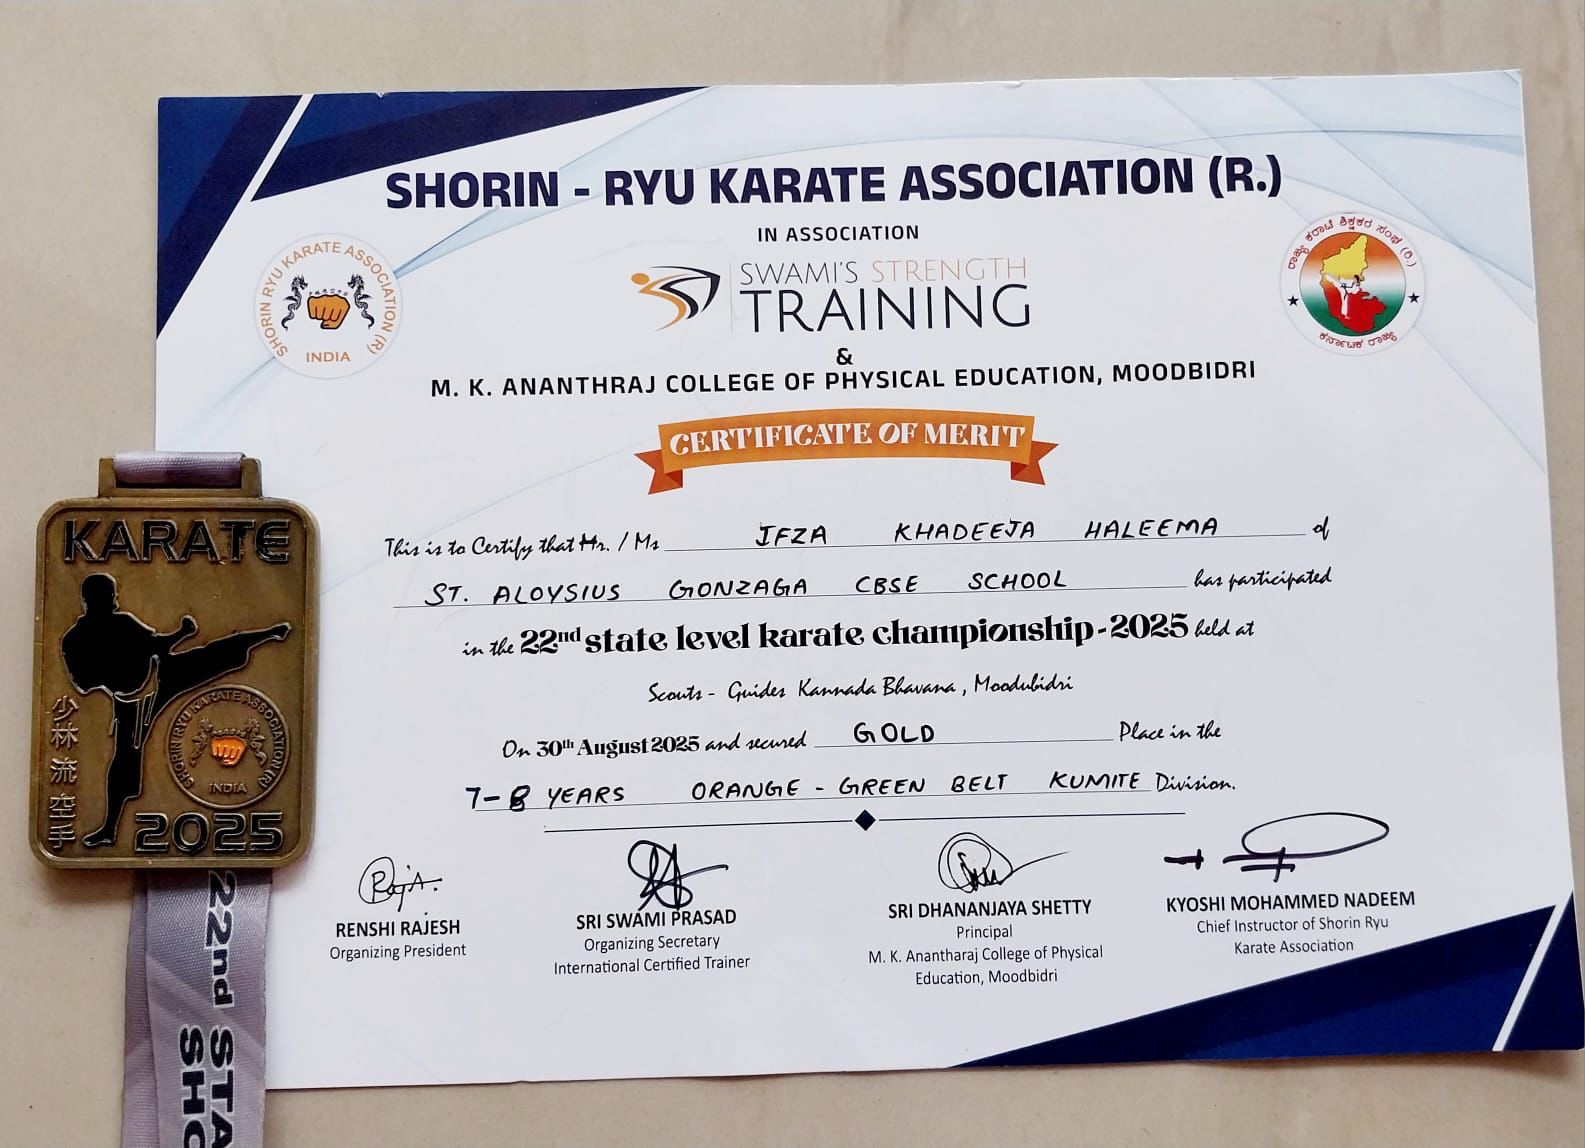 SHORIN - RYU KARATE ASSOCIATION (R.)
IN ASSOCIATION
SHORIN RYU KARATE ASSOCIATION (R)
INDIA
SWAMI'S STRENGTH
TRAINING
ರಾಜ್ಯ ಕರಾಟೆ ಶಿಕ್ಷಕರ ಸಂಘ (ರಿ.)
ಕರ್ನಾಟಕ ರಾಜ್ಯ
&
M. K. ANANTHRAJ COLLEGE OF PHYSICAL EDUCATION, MOODBIDRI
CERTIFICATE OF MERIT
This is to Certify that Mr. / Ms IFZA KHADEEJA HALEEMA of
ST. ALOYSIUS GONZAGA CBSE SCHOOL has participated
in the 22nd state level karate championship-2025 held at
Scouts - Guides Kannada Bhavana, Moodubidri
On 30th August 2025 and secured GOLD Place in the
7-8 YEARS ORANGE - GREEN BELT KUMITE Division.
RajA.
RENSHI RAJESH
Organizing President
SRI SWAMI PRASAD
Organizing Secretary
International Certified Trainer
SRI DHANANJAYA SHETTY
Principal
M. K. Anantharaj College of Physical
Education, Moodbidri
KYOSHI MOHAMMED NADEEM
Chief Instructor of Shorin Ryu
Karate Association
KARATE
少林流空手
SHORIN RYU KARATE ASSOCIATION (R)
INDIA
2025
22nd STA
SHO